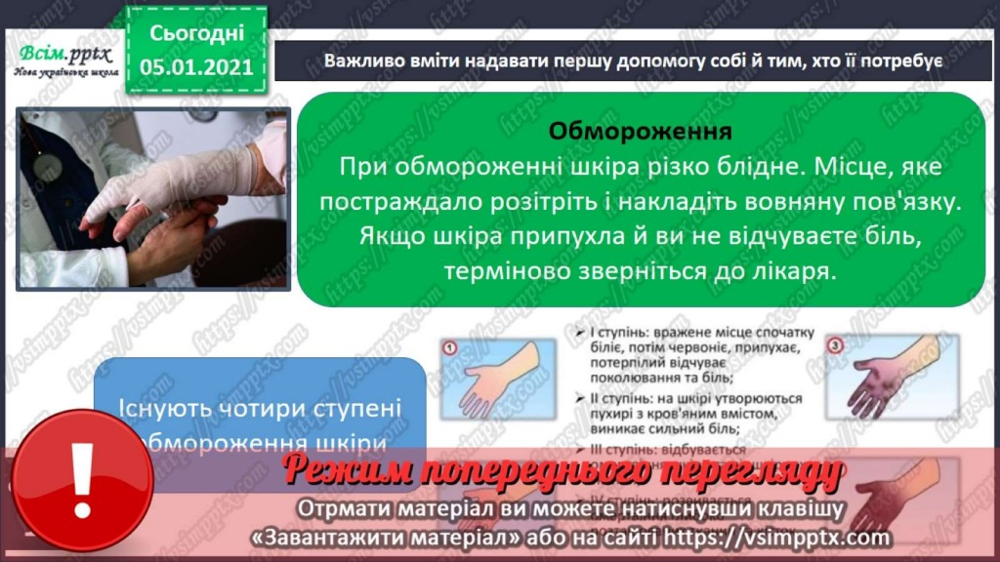 Всім.pptx
Нова українська школа
Сьогодні
05.01.2021
Важливо вміти надавати першу допомогу собі й тим, хто її потребує
Обмороження
При обмороженні шкіра різко блідне. Місце, яке
постраждало розітріть і накладіть вовняну пов'язку.
Якщо шкіра припухла й ви не відчуваєте біль,
терміново зверніться до лікаря.
Існують чотири ступені
обмороження шкіри
1
І ступінь: вражене місце спочатку
біліє, потім червоніє, припухає,
потерпілий відчуває
поколювання та біль;
ІІ ступінь: на шкірі утворюються
пухирі з кров'яним вмістом,
виникає сильний біль;
ІІІ ступінь: відбувається
IV ступінь: розвивається
3
Режим попереднього перегляду
Отрмати матеріал ви можете натиснувши клавішу
«Завантажити матеріал» або на сайті https://vsimpptx.com
https://vsimpptx.com